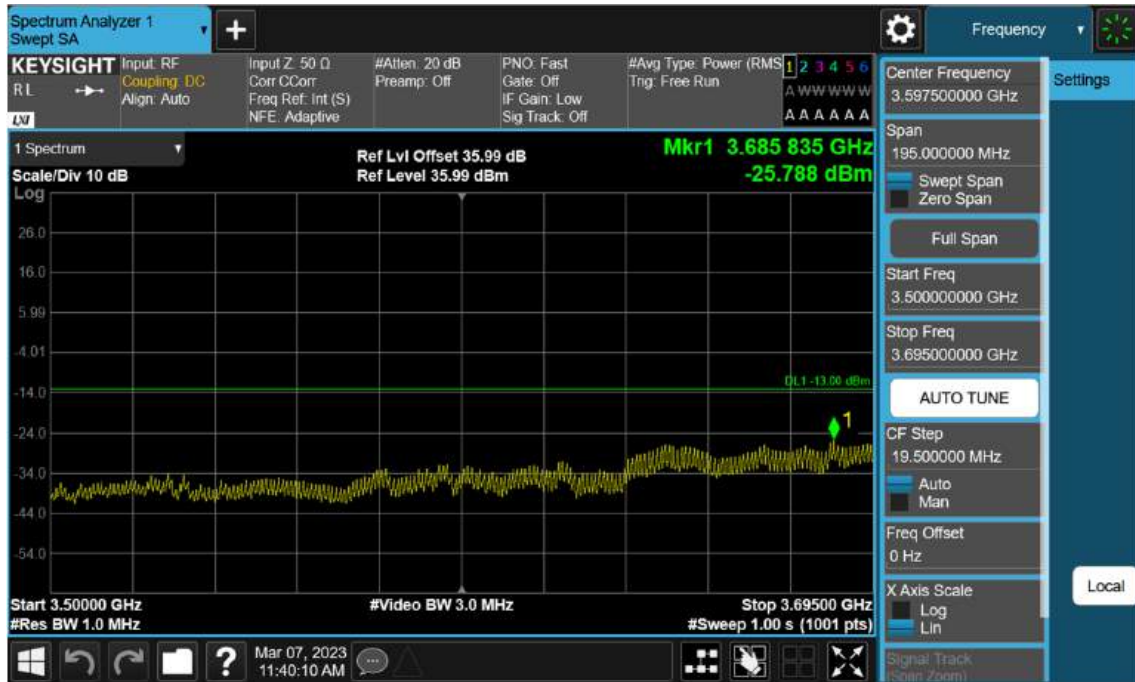 Spectrum Analyzer 1
Swept SA
+
Frequency
KEYSIGHT
RL
LXI
Input: RF
Coupling: DC
Align: Auto
Input Z: 50 Ω
Corr CCorr
Freq Ref: Int (S)
NFE: Adaptive
#Atten: 20 dB
Preamp: Off
PNO: Fast
Gate: Off
IF Gain: Low
Sig Track: Off
#Avg Type: Power (RMS
Trig: Free Run
1 2 3 4 5 6
A W W W W W
A A A A A A
1 Spectrum
Scale/Div 10 dB
Log
Ref Lvl Offset 35.99 dB
Ref Level 35.99 dBm
Mkr1 3.685 835 GHz
-25.788 dBm
26.0
16.0
5.99
-4.01
-14.0
-24.0
-34.0
-44.0
-54.0
DL1 -13.00 dBm
1
Start 3.50000 GHz
#Res BW 1.0 MHz
#Video BW 3.0 MHz
Stop 3.69500 GHz
#Sweep 1.00 s (1001 pts)
Center Frequency
3.597500000 GHz
Span
195.000000 MHz
Swept Span
Zero Span
Full Span
Start Freq
3.500000000 GHz
Stop Freq
3.695000000 GHz
AUTO TUNE
CF Step
19.500000 MHz
Auto
Man
Freq Offset
0 Hz
X Axis Scale
Log
Lin
Signal Track
(Span Zoom)
Settings
Local
?
Mar 07, 2023
11:40:10 AM